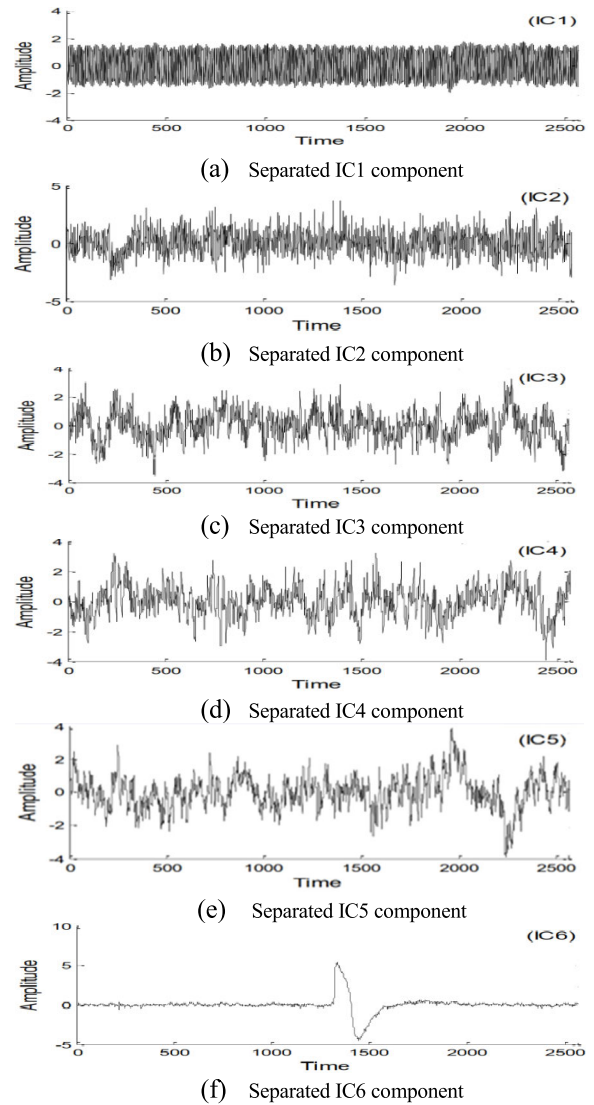 (IC1)
4
2
0
-2
-4
Amplitude
0 500 1000 1500 2000 2500
Time
(a) Separated IC1 component
(IC2)
5
0
-5
Amplitude
0 500 1000 1500 2000 2500
Time
(b) Separated IC2 component
(IC3)
4
2
0
-2
-4
Amplitude
0 500 1000 1500 2000 2500
Time
(c) Separated IC3 component
(IC4)
4
2
0
-2
-4
Amplitude
0 500 1000 1500 2000 2500
Time
(d) Separated IC4 component
(IC5)
4
2
0
-2
-4
Amplitude
0 500 1000 1500 2000 2500
Time
(e) Separated IC5 component
(IC6)
10
5
0
-5
Amplitude
0 500 1000 1500 2000 2500
Time
(f) Separated IC6 component